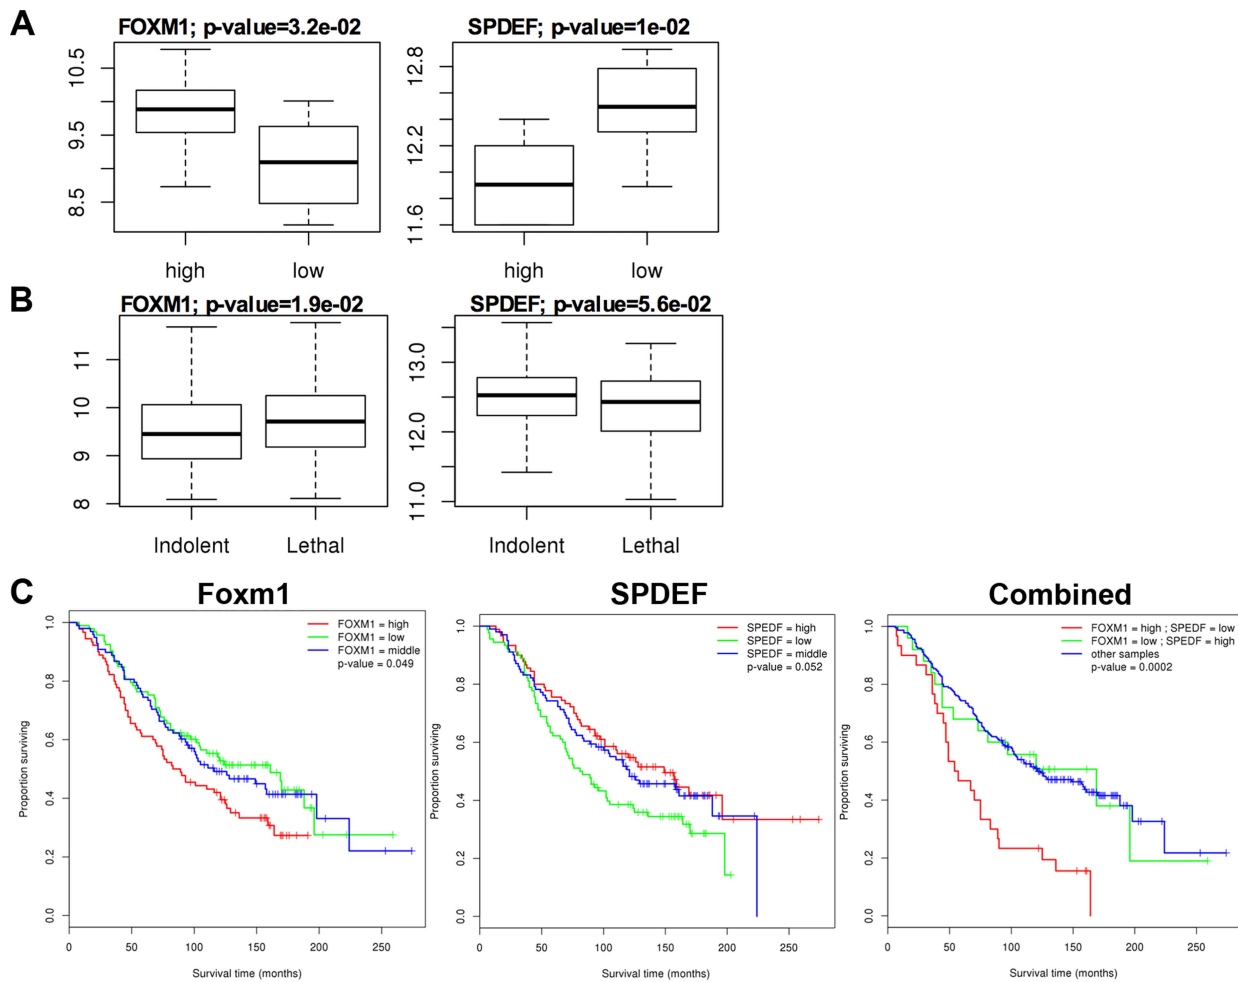 A
FOXM1; p-value=3.2e-02
SPDEF; p-value=1e-02
10.5
9.5
8.5
high
low
12.8
12.2
11.6
high
low
B
FOXM1; p-value=1.9e-02
SPDEF; p-value=5.6e-02
11
10
9
8
Indolent
Lethal
13.0
12.0
11.0
Indolent
Lethal
C
Foxm1
SPDEF
Combined
FOXM1 = high
FOXM1 = low
FOXM1 = middle
p-value = 0.049
Proportion surviving
1.0
0.8
0.6
0.4
0.2
0.0
0 50 100 150 200 250
Survival time (months)
SPEDF = high
SPEDF = low
SPEDF = middle
p-value = 0.052
Proportion surviving
1.0
0.8
0.6
0.4
0.2
0.0
0 50 100 150 200 250
Survival time (months)
FOXM1 = high ; SPEDF = low
FOXM1 = low ; SPEDF = high
other samples
p-value = 0.0002
Proportion surviving
1.0
0.8
0.6
0.4
0.2
0.0
0 50 100 150 200 250
Survival time (months)